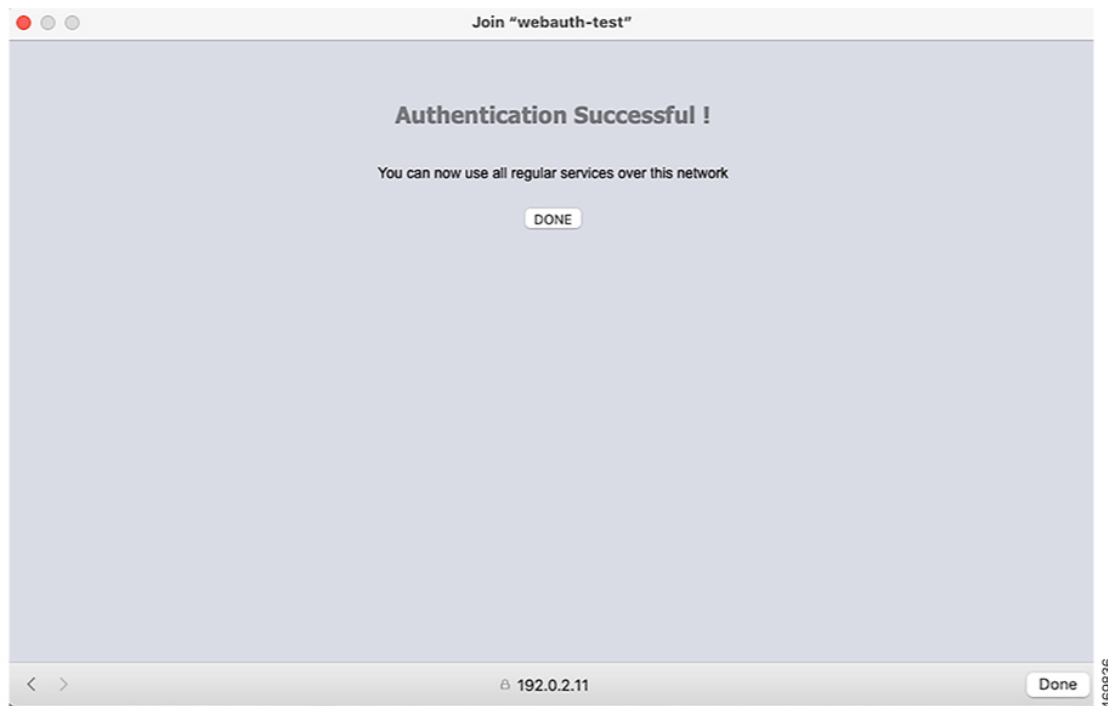 Join “webauth-test”
Authentication Successful !
You can now use all regular services over this network
DONE
192.0.2.11
Done
469836